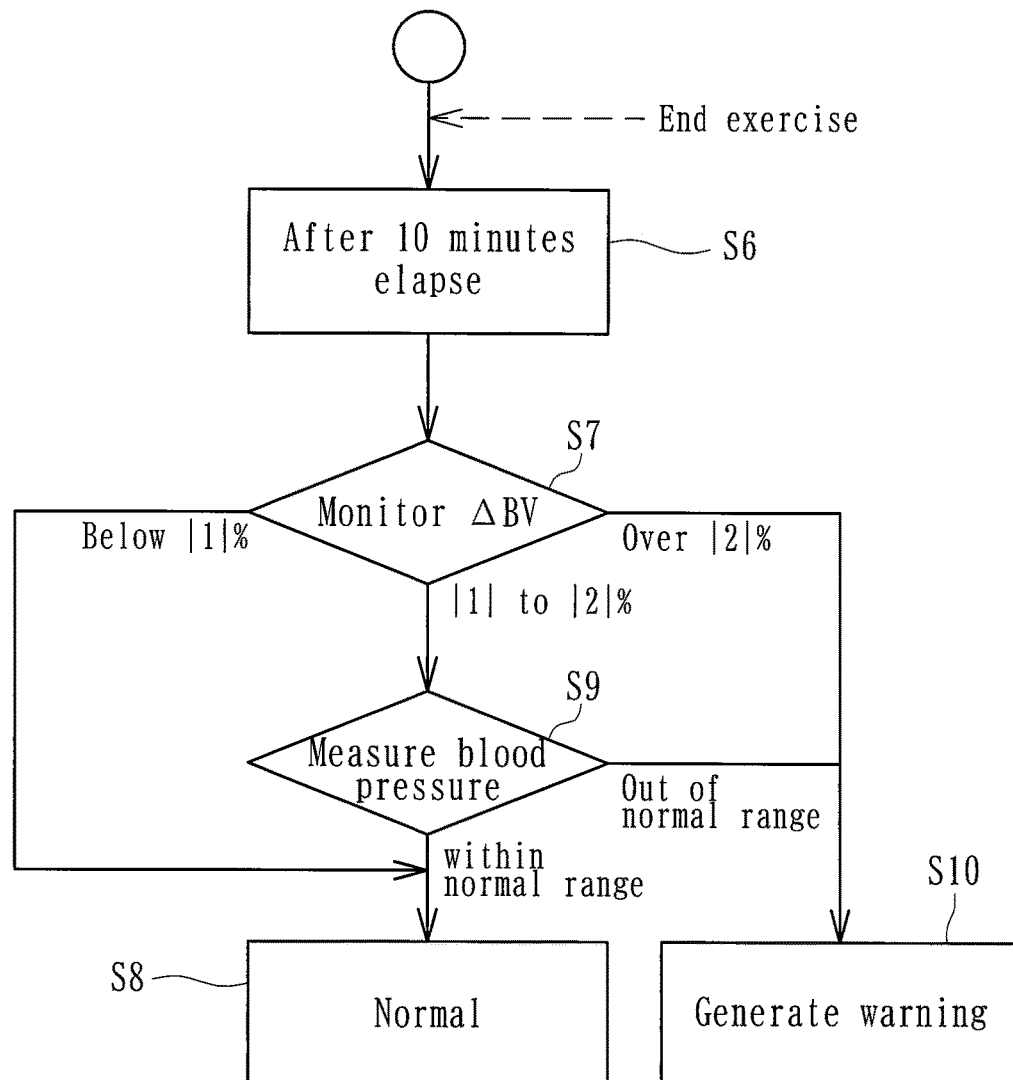 End exercise
After 10 minutes
elapse
S6
S7
Monitor ΔBV
Below |1|%
Over |2|%
|1| to |2|%
S9
Measure blood
pressure
Out of
normal range
within
normal range
S10
S8
Normal
Generate warning